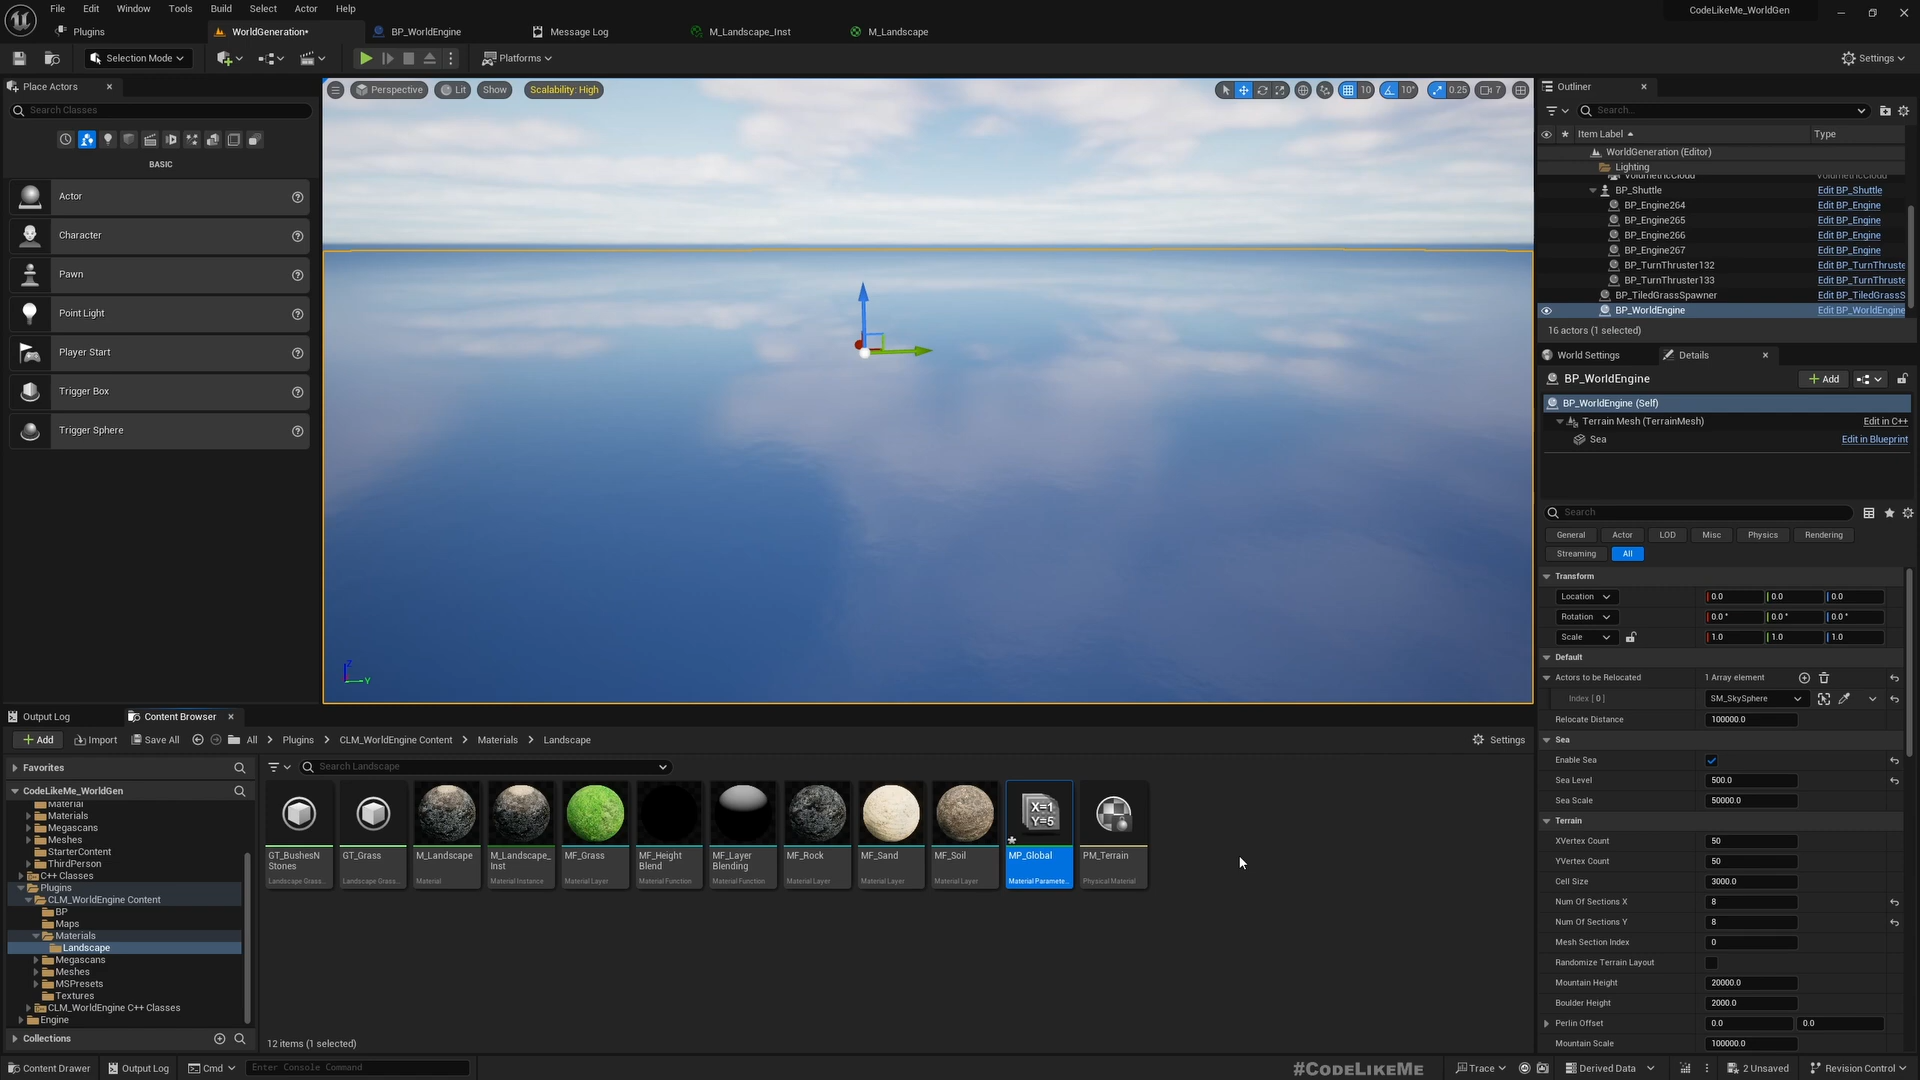 File Edit Window Tools Build Select Actor Help
CodeLikeMe_WorldGen
Plugins
WorldGeneration•
BP_WorldEngine
Message Log
M_Landscape_Inst
M_Landscape
Selection Mode
Platforms
Settings
Place Actors
Search Classes
BASIC
Actor
Character
Pawn
Point Light
Player Start
Trigger Box
Trigger Sphere
Perspective
Lit
Show
Scalability: High
10
10°
0.25
7
Z
Y
Outliner
Search...
Item Label
Type
WorldGeneration (Editor)
Lighting
VolumetricCloud VolumetricCloud
BP_Shuttle Edit BP_Shuttle
BP_Engine264 Edit BP_Engine
BP_Engine265 Edit BP_Engine
BP_Engine266 Edit BP_Engine
BP_Engine267 Edit BP_Engine
BP_TurnThruster132 Edit BP_TurnThruste
BP_TurnThruster133 Edit BP_TurnThruste
BP_TiledGrassSpawner Edit BP_TiledGrassS
BP_WorldEngine Edit BP_WorldEngine
16 actors (1 selected)
World Settings
Details
BP_WorldEngine
Add
BP_WorldEngine (Self)
Terrain Mesh (TerrainMesh) Edit in C++
Sea Edit in Blueprint
Search
General Actor LOD Misc Physics Rendering
Streaming All
Transform
Location 0.0 0.0 0.0
Rotation 0.0 ° 0.0 ° 0.0 °
Scale 1.0 1.0 1.0
Default
Actors to be Relocated 1 Array element
Index [ 0 ] SM_SkySphere
Relocate Distance 100000.0
Sea
Enable Sea
Sea Level 500.0
Sea Scale 50000.0
Terrain
XVertex Count 50
YVertex Count 50
Cell Size 3000.0
Num Of Sections X 8
Num Of Sections Y 8
Mesh Section Index 0
Randomize Terrain Layout
Mountain Height 20000.0
Boulder Height 2000.0
Perlin Offset 0.0 0.0
Mountain Scale 100000.0
Output Log
Content Browser
Add
Import
Save All
All
Plugins
CLM_WorldEngine Content
Materials
Landscape
Settings
Favorites
CodeLikeMe_WorldGen
Material
Materials
Megascans
Meshes
StarterContent
ThirdPerson
C++ Classes
Plugins
CLM_WorldEngine Content
BP
Maps
Materials
Landscape
Megascans
Meshes
MSPresets
Textures
CLM_WorldEngine C++ Classes
Engine
Collections
Search Landscape
GT_BushesN
Stones
Landscape Grass...
GT_Grass
Landscape Grass...
M_Landscape
Material
M_Landscape_
Inst
Material Instance
MF_Grass
Material Layer
MF_Height
Blend
Material Function
MF_Layer
Blending
Material Function
MF_Rock
Material Layer
MF_Sand
Material Layer
MF_Soil
Material Layer
X=1
Y=5
MP_Global
Material Paramete...
PM_Terrain
Physical Material
12 items (1 selected)
#CODELIKEME
Content Drawer
Output Log
Cmd
Enter Console Command
Trace
Derived Data
2 Unsaved
Revision Control